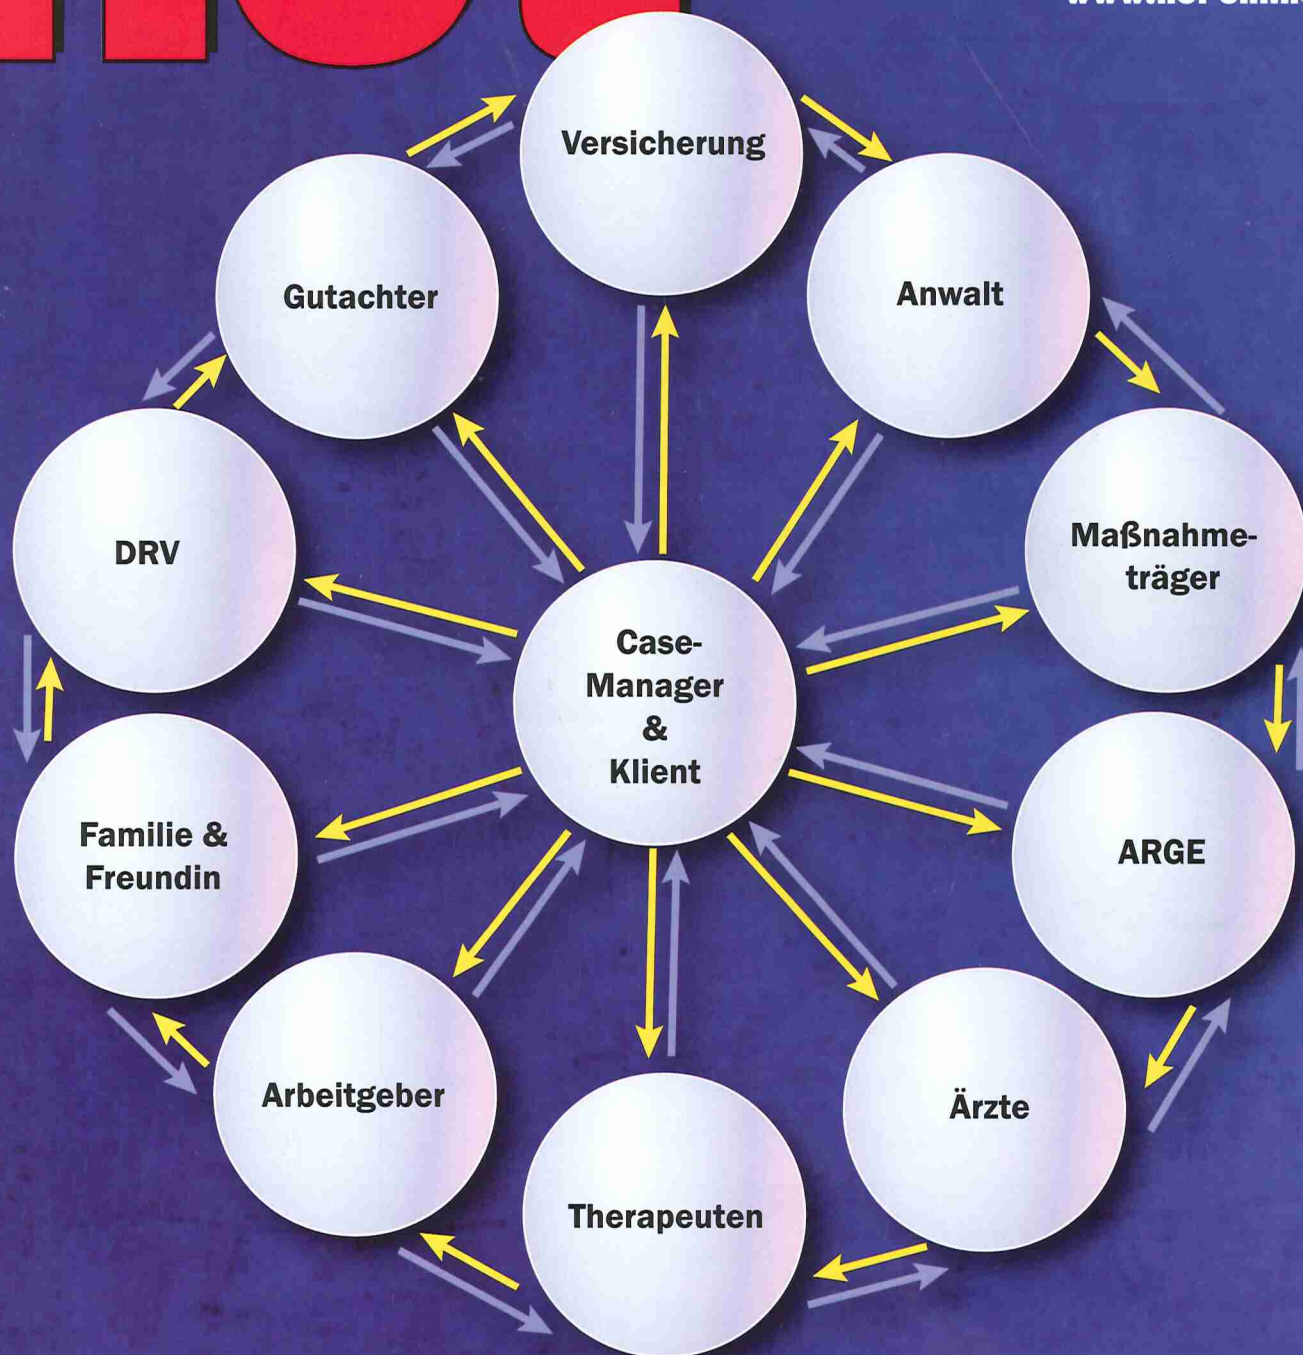 Versicherung
Anwalt
Maßnahme-
träger
ARGE
Ärzte
Therapeuten
Arbeitgeber
Familie &
Freundin
DRV
Gutachter
Case-
Manager
&
Klient